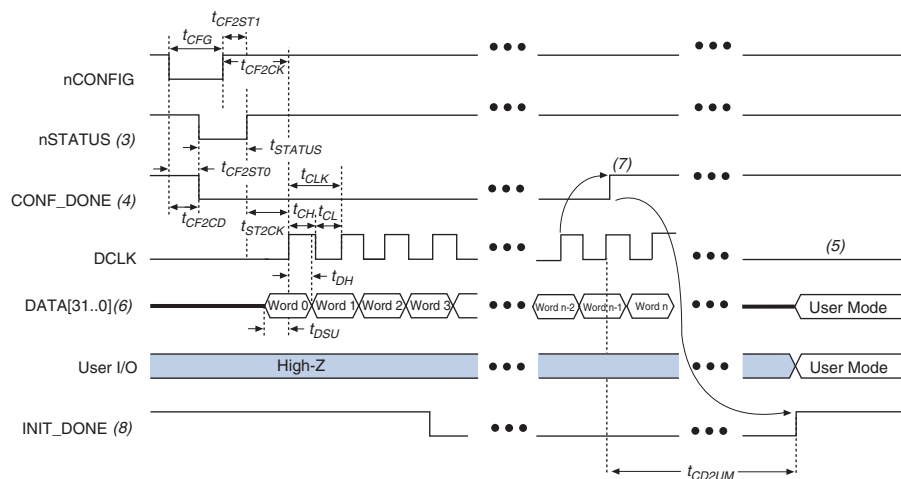 tCF2ST1
tCFG
tCF2CK
nCONFIG
nSTATUS (3)
tSTATUS
tCF2ST0
tCLK
(7)
CONF_DONE (4)
tCF2CD
tST2CK
tCH
tCL
DCLK
(5)
tDH
DATA[31..0](6)
Word 0
Word 1
Word 2
Word 3
Word n-2
Word n-1
Word n
User Mode
tDSU
User I/O
High-Z
User Mode
INIT_DONE (8)
tCD2UM